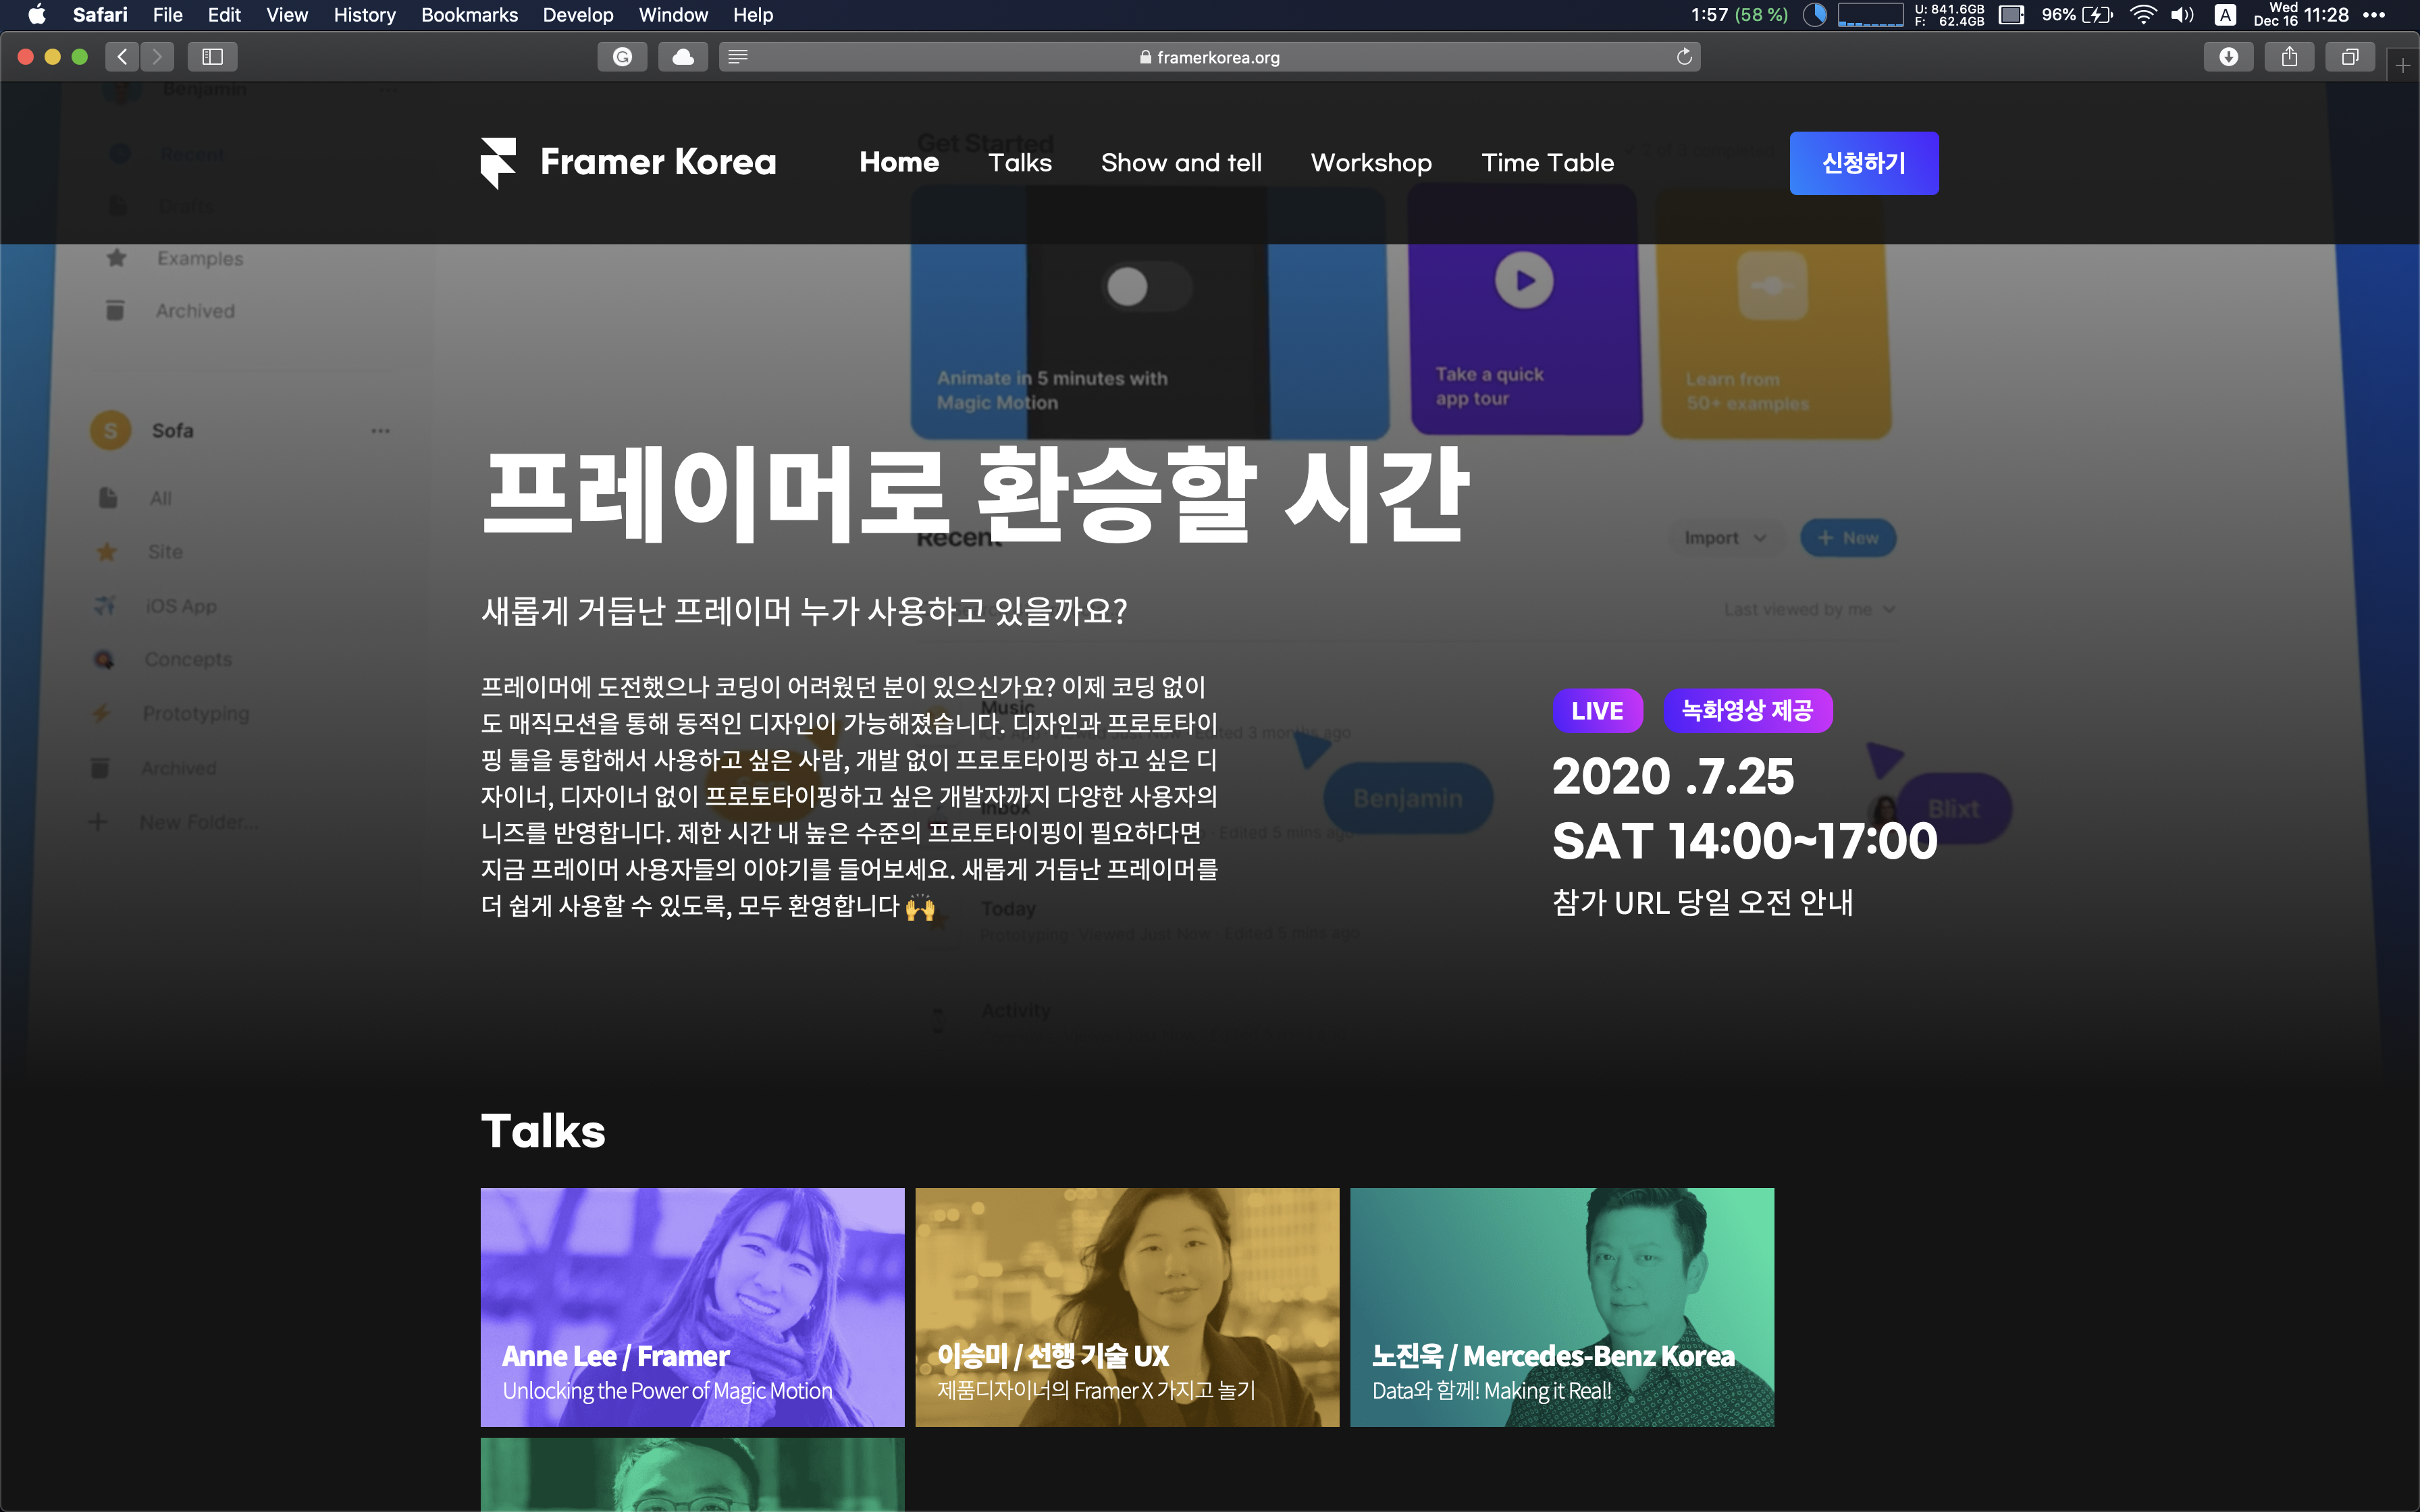 Safari File Edit View History Bookmarks Develop Window Help
1:57 (58 %) U: 841.6GB F: 62.4GB 96% A Wed Dec 16 11:28
framerkorea.org
Benjamin
Get Started
Framer Korea Home Talks Show and tell Workshop Time Table 신청하기
Recent
Drafts
Examples
Archived
Animate in 5 minutes with
Magic Motion
Take a quick
app tour
Learn from
50+ examples
S Sofa
프레이머로 환승할 시간
All
Recent
Import
+ New
Site
새롭게 거듭난 프레이머 누가 사용하고 있을까요?
iOS App
Last viewed by me
Concepts
Prototyping
Archived
New Folder...
프레이머에 도전했으나 코딩이 어려웠던 분이 있으신가요? 이제 코딩 없이
도 매직모션을 통해 동적인 디자인이 가능해졌습니다. 디자인과 프로토타이
핑 툴을 통합해서 사용하고 싶은 사람, 개발 없이 프로토타이핑 하고 싶은 디
자이너, 디자이너 없이 프로토타이핑하고 싶은 개발자까지 다양한 사용자의
니즈를 반영합니다. 제한 시간 내 높은 수준의 프로토타이핑이 필요하다면
지금 프레이머 사용자들의 이야기를 들어보세요. 새롭게 거듭난 프레이머를
더 쉽게 사용할 수 있도록, 모두 환영합니다 🙌
Music
Edited 3 months ago
Benjamin
Inbox
Edited 5 mins ago
Today
Prototyping · Viewed Just Now · Edited 5 mins ago
Activity
LIVE 녹화영상 제공
2020 .7.25
SAT 14:00~17:00
Blixt
참가 URL 당일 오전 안내
Talks
Anne Lee / Framer
Unlocking the Power of Magic Motion
이승미 / 선행 기술 UX
제품디자이너의 Framer X 가지고 놀기
노진욱 / Mercedes-Benz Korea
Data와 함께! Making it Real!